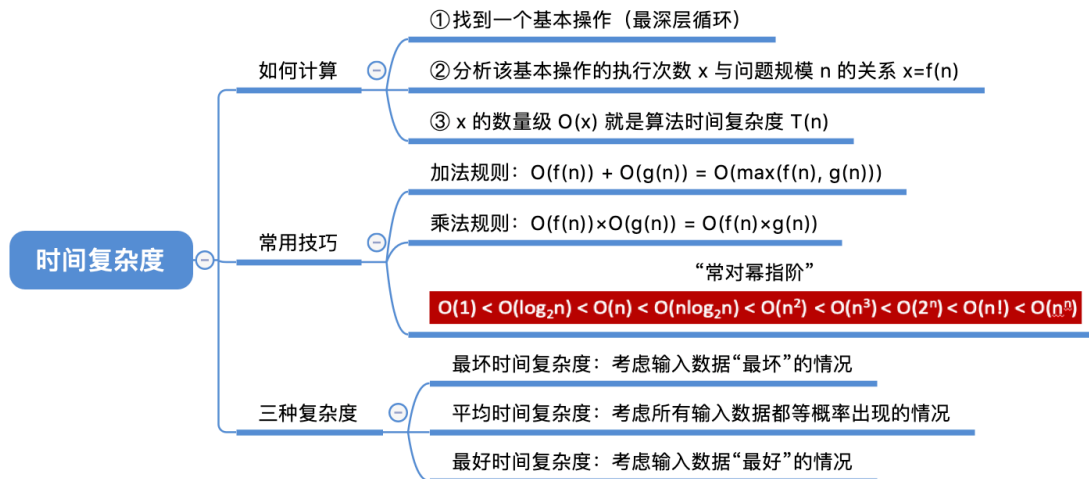 时间复杂度
如何计算
①找到一个基本操作（最深层循环）
②分析该基本操作的执行次数 x 与问题规模 n 的关系 x=f(n)
③ x 的数量级 O(x) 就是算法时间复杂度 T(n)
常用技巧
加法规则：O(f(n)) + O(g(n)) = O(max(f(n), g(n)))
乘法规则：O(f(n))×O(g(n)) = O(f(n)×g(n))
“常对幂指阶”
O(1) < O(log₂n) < O(n) < O(nlog₂n) < O(n²) < O(n³) < O(2ⁿ) < O(n!) < O(nⁿ)
三种复杂度
最坏时间复杂度：考虑输入数据“最坏”的情况
平均时间复杂度：考虑所有输入数据都等概率出现的情况
最好时间复杂度：考虑输入数据“最好”的情况